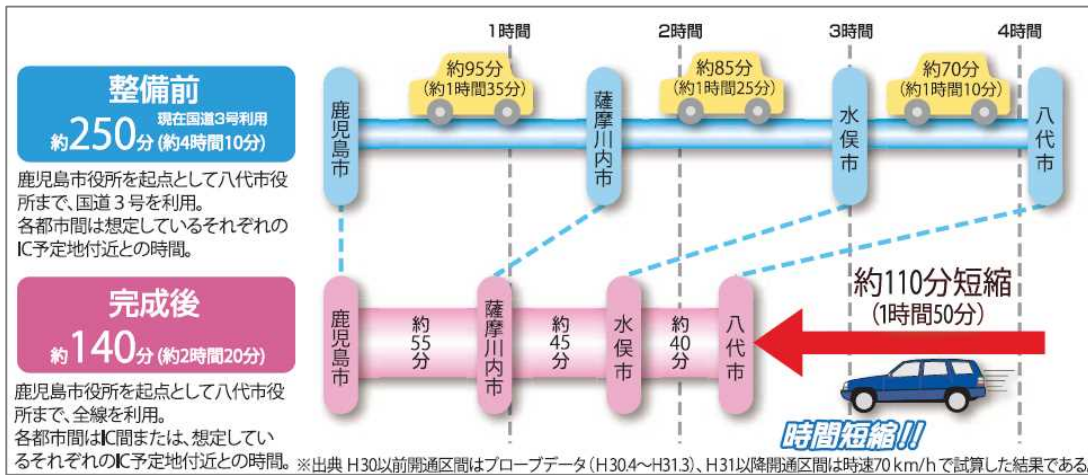 1時間
2時間
3時間
4時間
整備前
現在国道3号利用
約250分(約4時間10分)
鹿児島市役所を起点として八代市役
所まで、国道3号を利用。
各都市間は想定しているそれぞれの
IC予定地付近との時間。
鹿児島市
約95分
(約1時間35分)
薩摩川内市
約85分
(約1時間25分)
水俣市
約70分
(約1時間10分)
八代市
完成後
約140分(約2時間20分)
鹿児島市役所を起点として八代市役
所まで、全線を利用。
各都市間はIC間または、想定してい
るそれぞれのIC予定地付近との時間。
鹿児島市
約55分
薩摩川内市
約45分
水俣市
約40分
八代市
約110分短縮
(1時間50分)
時間短縮!!
※出典 H30以前開通区間はプローブデータ(H30.4～H31.3)、H31以降開通区間は時速70km/hで試算した結果である